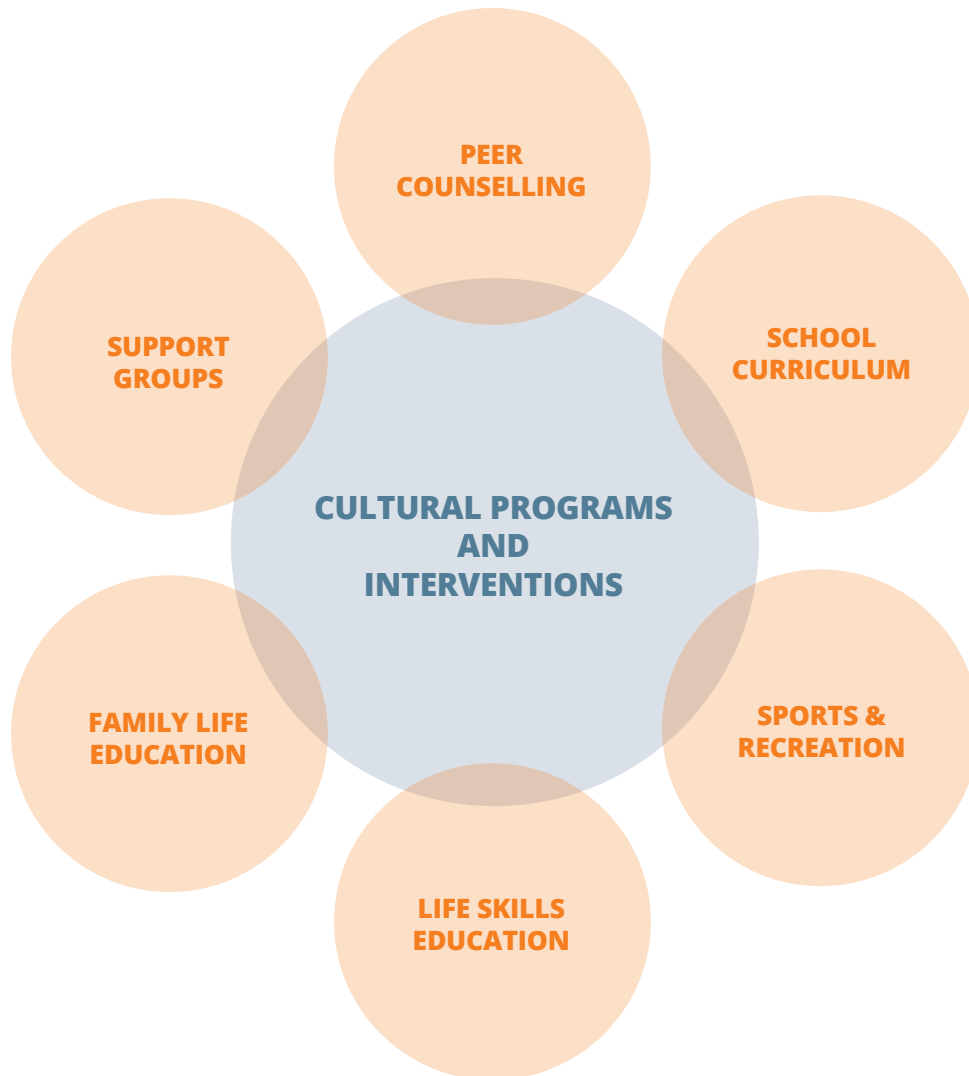 PEER
COUNSELLING
SUPPORT
GROUPS
SCHOOL
CURRICULUM
CULTURAL PROGRAMS
AND
INTERVENTIONS
FAMILY LIFE
EDUCATION
SPORTS &
RECREATION
LIFE SKILLS
EDUCATION